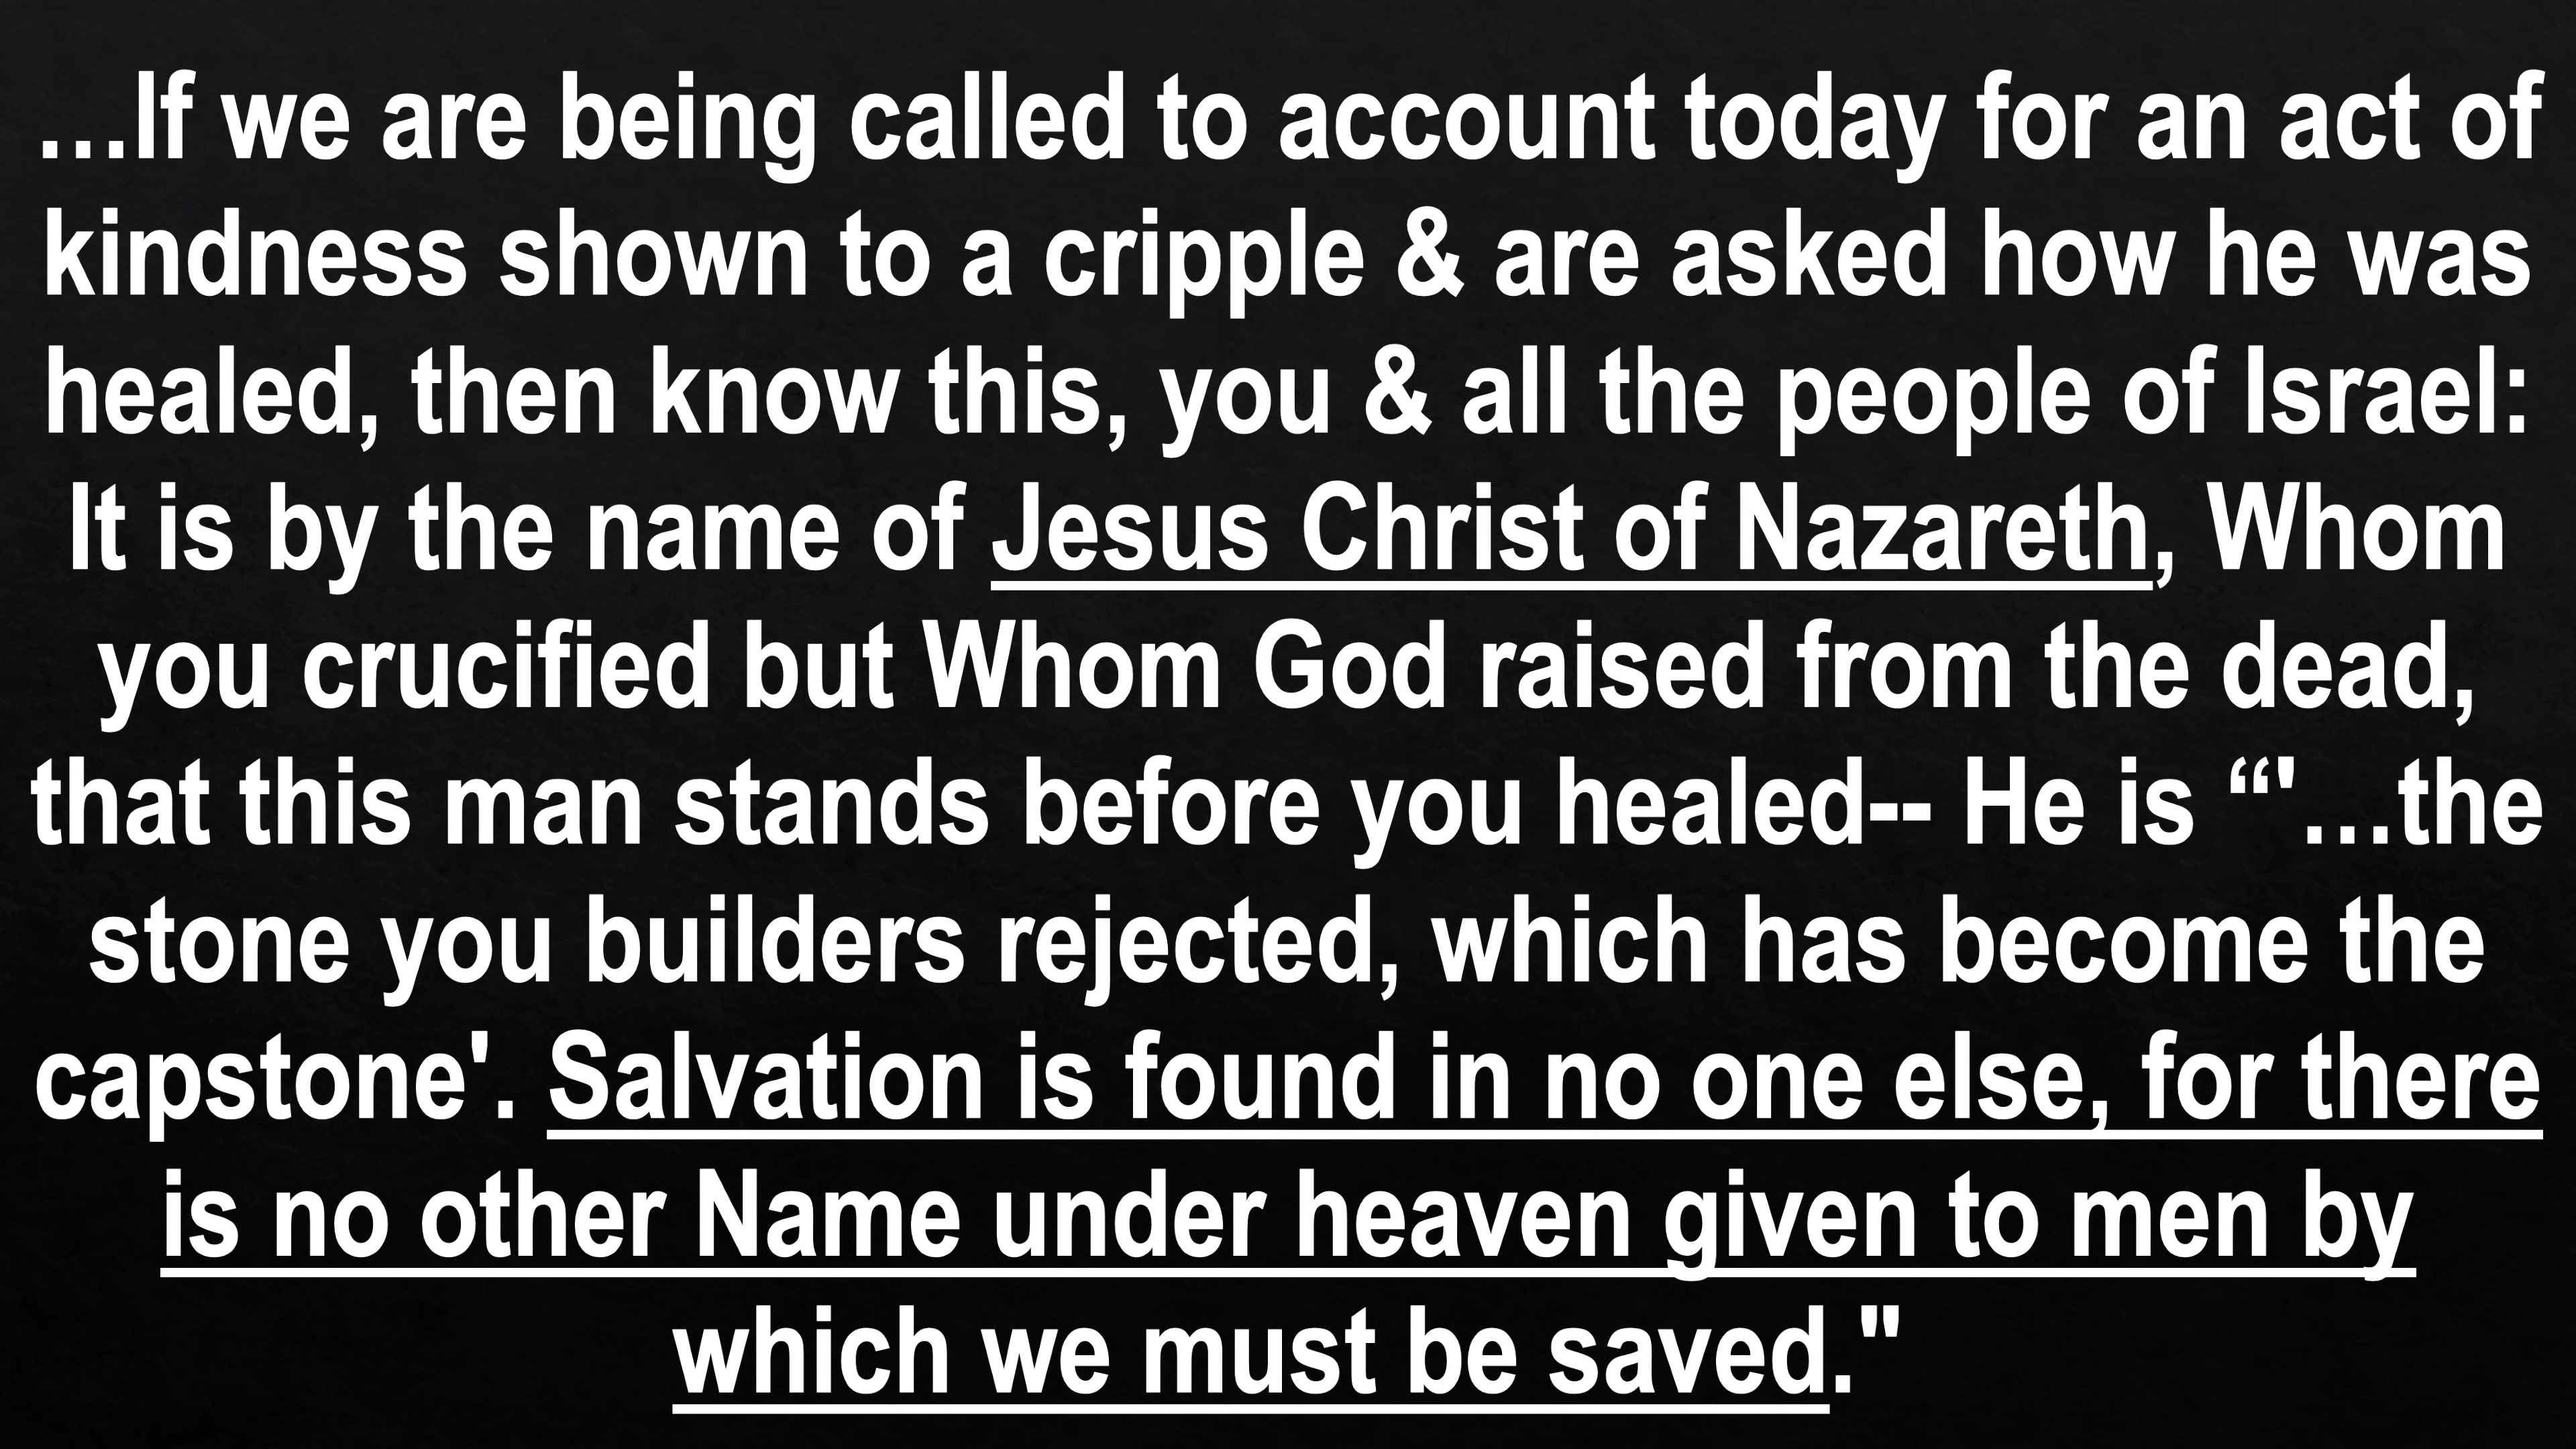 …If we are being called to account today for an act of
kindness shown to a cripple & are asked how he was
healed, then know this, you & all the people of Israel:
It is by the name of Jesus Christ of Nazareth, Whom
you crucified but Whom God raised from the dead,
that this man stands before you healed-- He is “'…the
stone you builders rejected, which has become the
capstone'. Salvation is found in no one else, for there
is no other Name under heaven given to men by
which we must be saved."